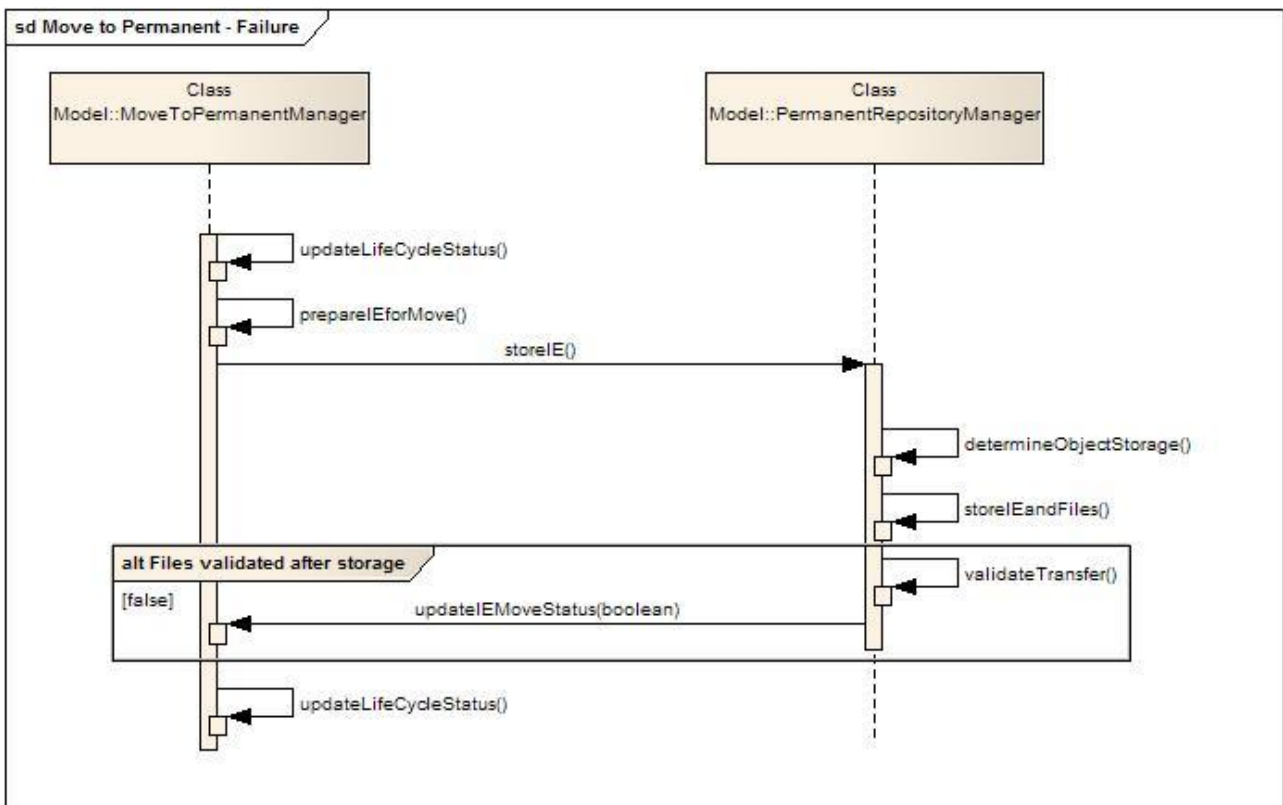 sd Move to Permanent - Failure
Class
Model::MoveToPermanentManager
Class
Model::PermanentRepositoryManager
updateLifeCycleStatus()
prepareIEforMove()
storeIE()
determineObjectStorage()
storeIEandFiles()
alt Files validated after storage
validateTransfer()
[false]
updateIEMoveStatus(boolean)
updateLifeCycleStatus()